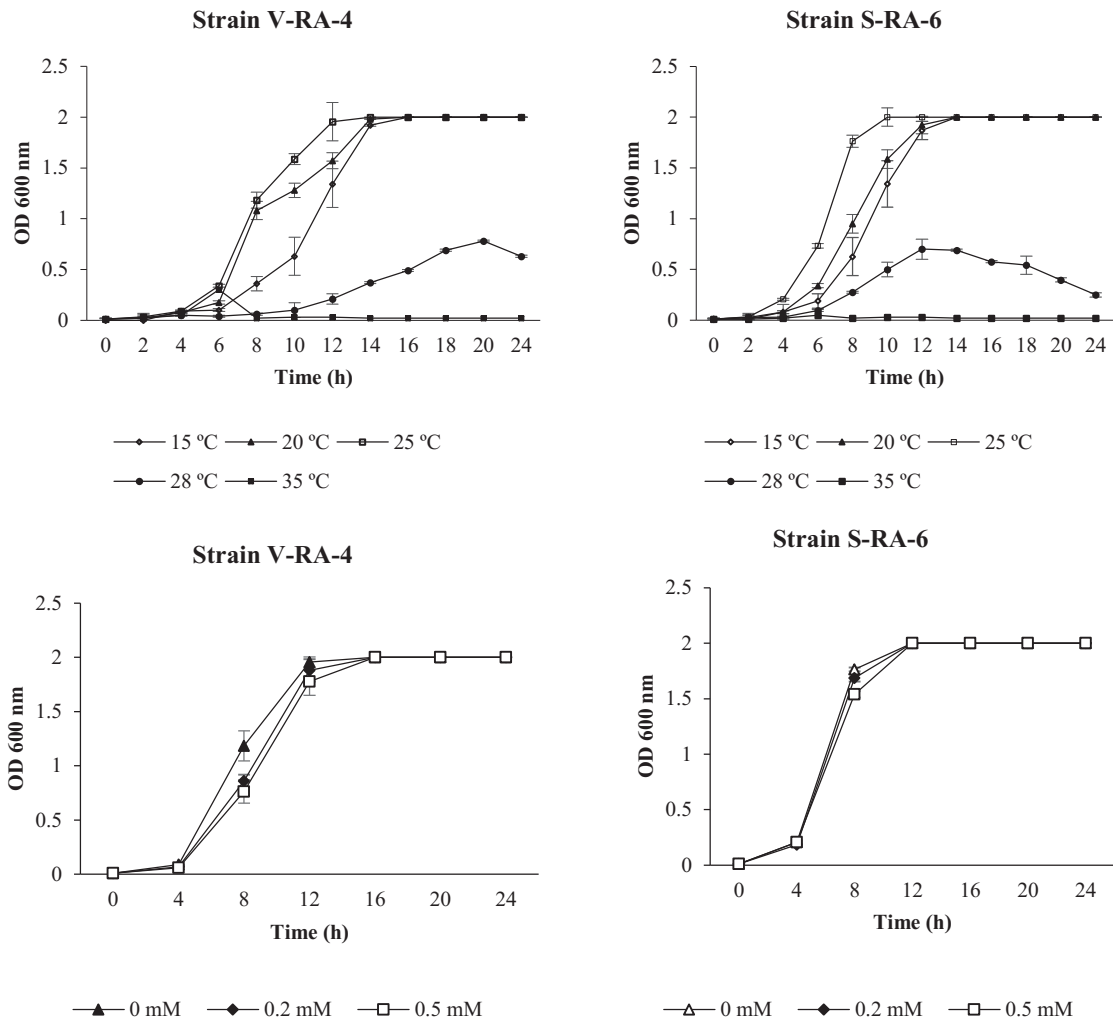 Strain V-RA-4
2.5
2
1.5
1
0.5
0
OD 600 nm
0 2 4 6 8 10 12 14 16 18 20 24
Time (h)
15 ºC 20 ºC 25 ºC
28 ºC 35 ºC
Strain S-RA-6
2.5
2
1.5
1
0.5
0
OD 600 nm
0 2 4 6 8 10 12 14 16 18 20 24
Time (h)
15 ºC 20 ºC 25 ºC
28 ºC 35 ºC
Strain V-RA-4
2.5
2
1.5
1
0.5
0
OD 600 nm
0 4 8 12 16 20 24
Time (h)
0 mM 0.2 mM 0.5 mM
Strain S-RA-6
2.5
2
1.5
1
0.5
0
OD 600 nm
0 4 8 12 16 20 24
Time (h)
0 mM 0.2 mM 0.5 mM